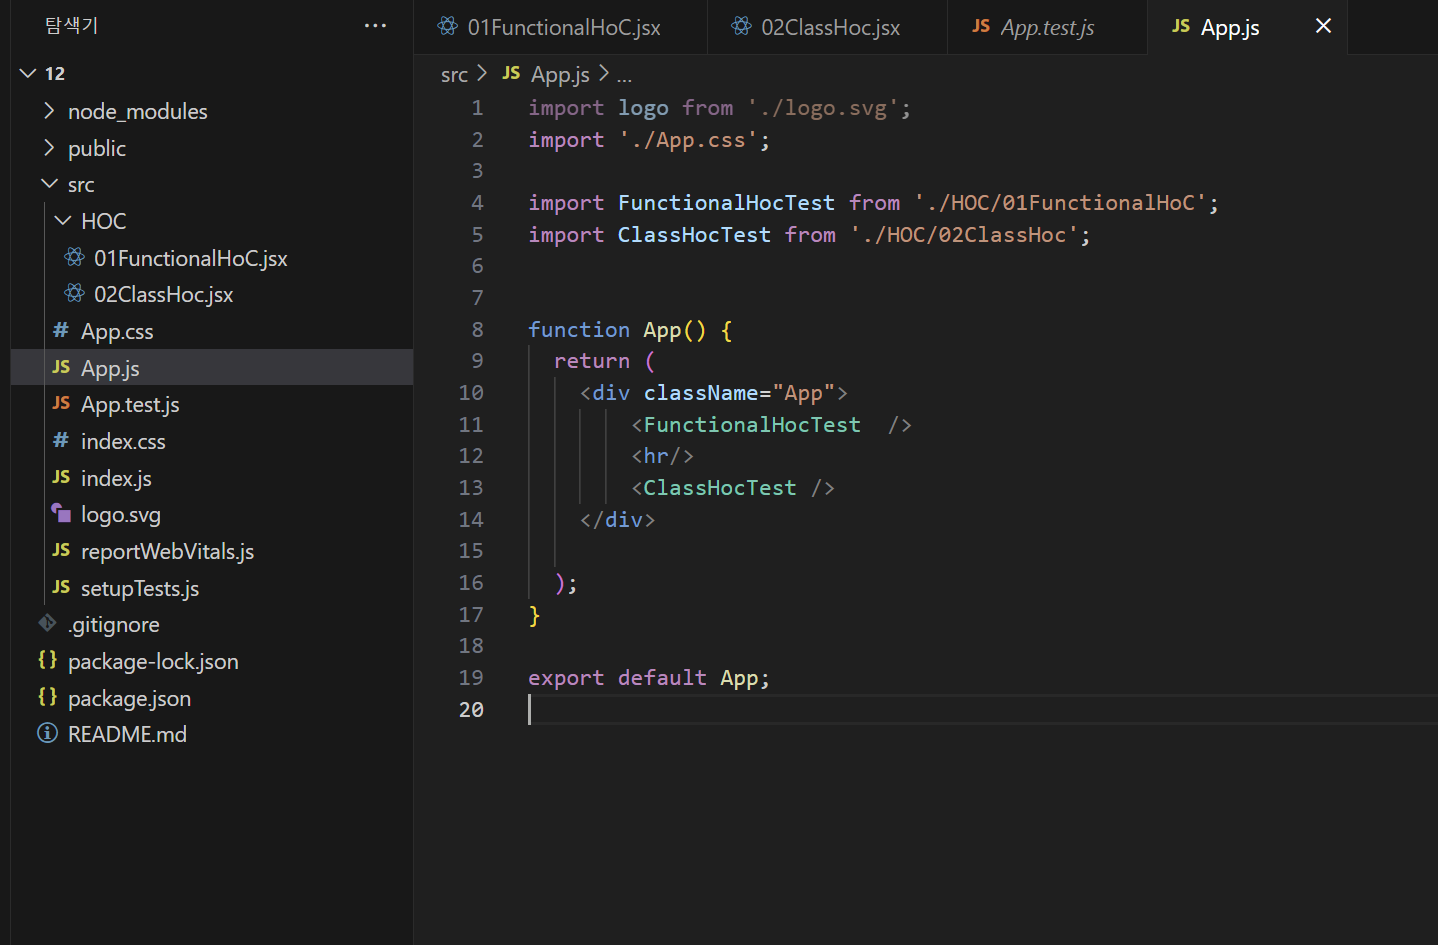 탐색기
12
node_modules
public
src
HOC
01FunctionalHoC.jsx
02ClassHoc.jsx
App.css
App.js
App.test.js
index.css
index.js
logo.svg
reportWebVitals.js
setupTests.js
.gitignore
package-lock.json
package.json
README.md
01FunctionalHoC.jsx 02ClassHoc.jsx JS App.test.js JS App.js
src > JS App.js > ...
1 import logo from './logo.svg';
2 import './App.css';
3
4 import FunctionalHocTest from './HOC/01FunctionalHoC';
5 import ClassHocTest from './HOC/02ClassHoc';
6
7
8 function App() {
9   return (
10     <div className="App">
11         <FunctionalHocTest  />
12         <hr/>
13         <ClassHocTest />
14     </div>
15
16   );
17 }
18
19 export default App;
20